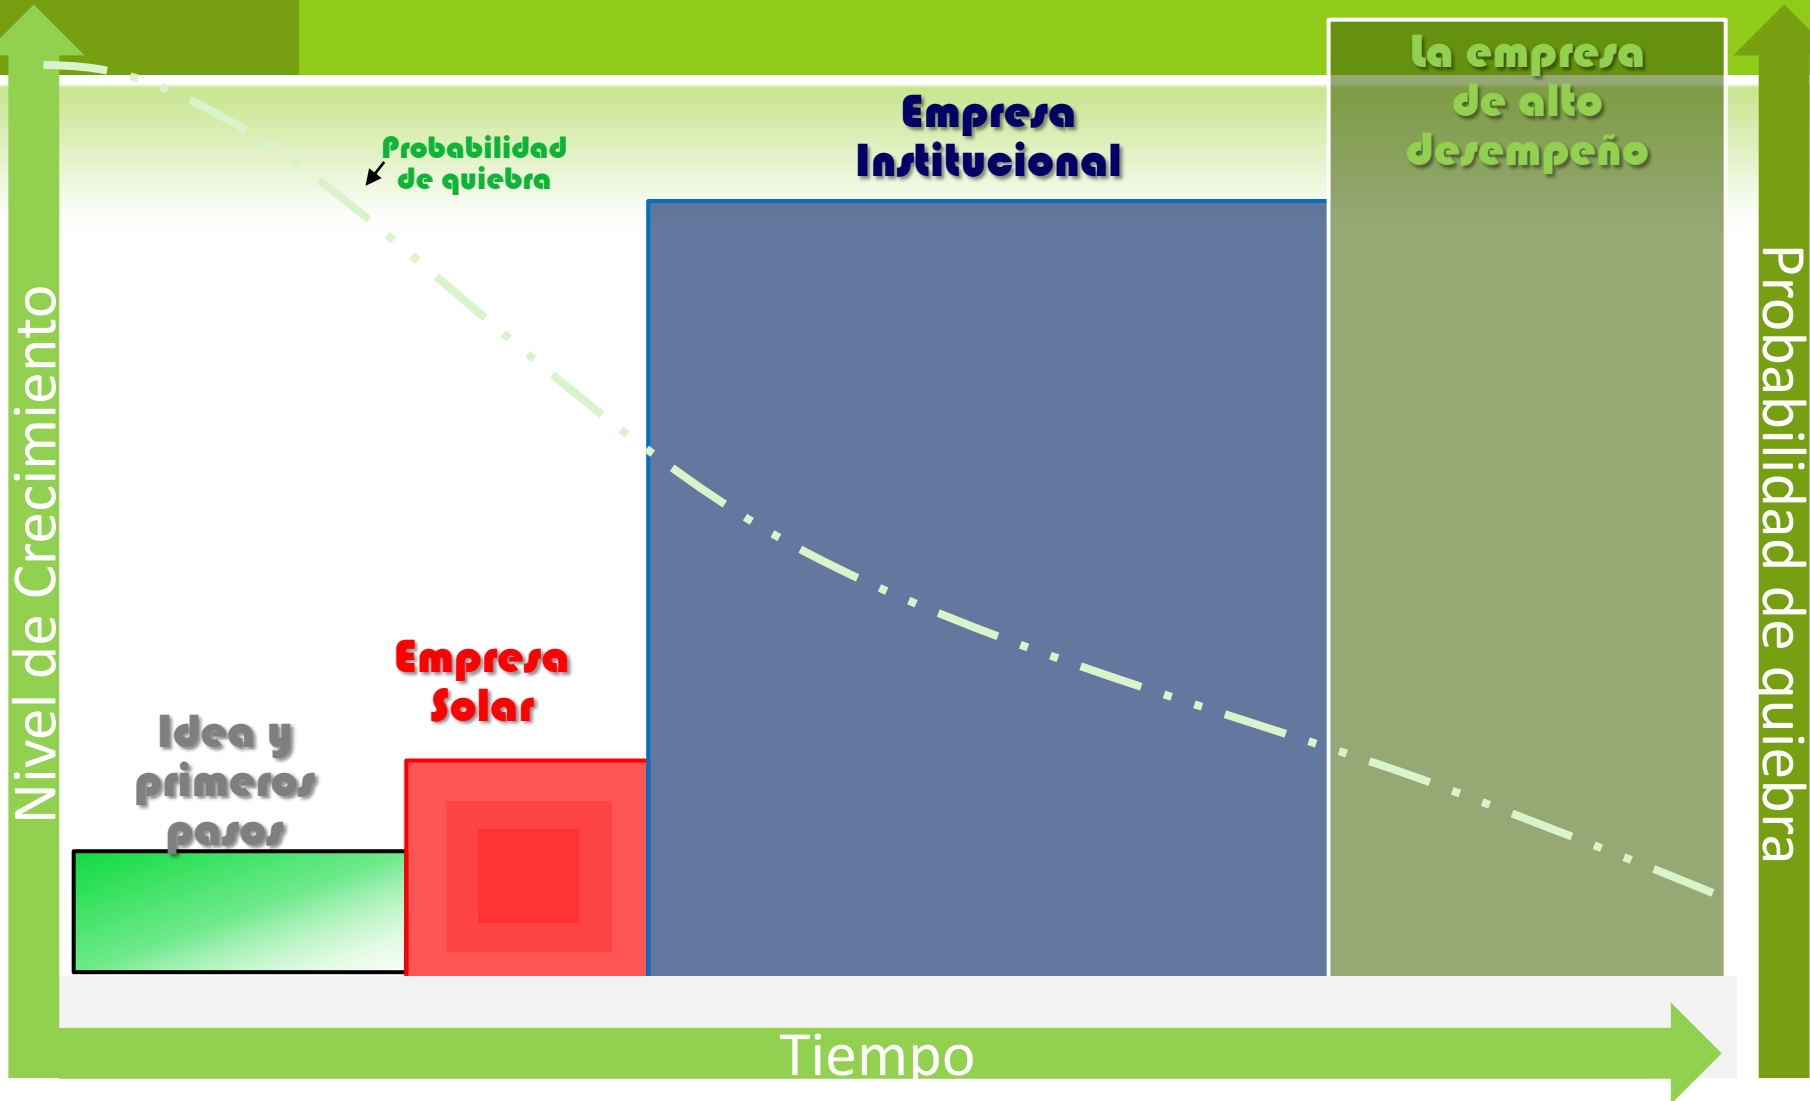 Nivel de Crecimiento
Probabilidad
de quiebra
Idea y
primeros
pasos
Empresa
Solar
Empresa
Institucional
La empresa
de alto
desempeño
Probabilidad de quiebra
Tiempo